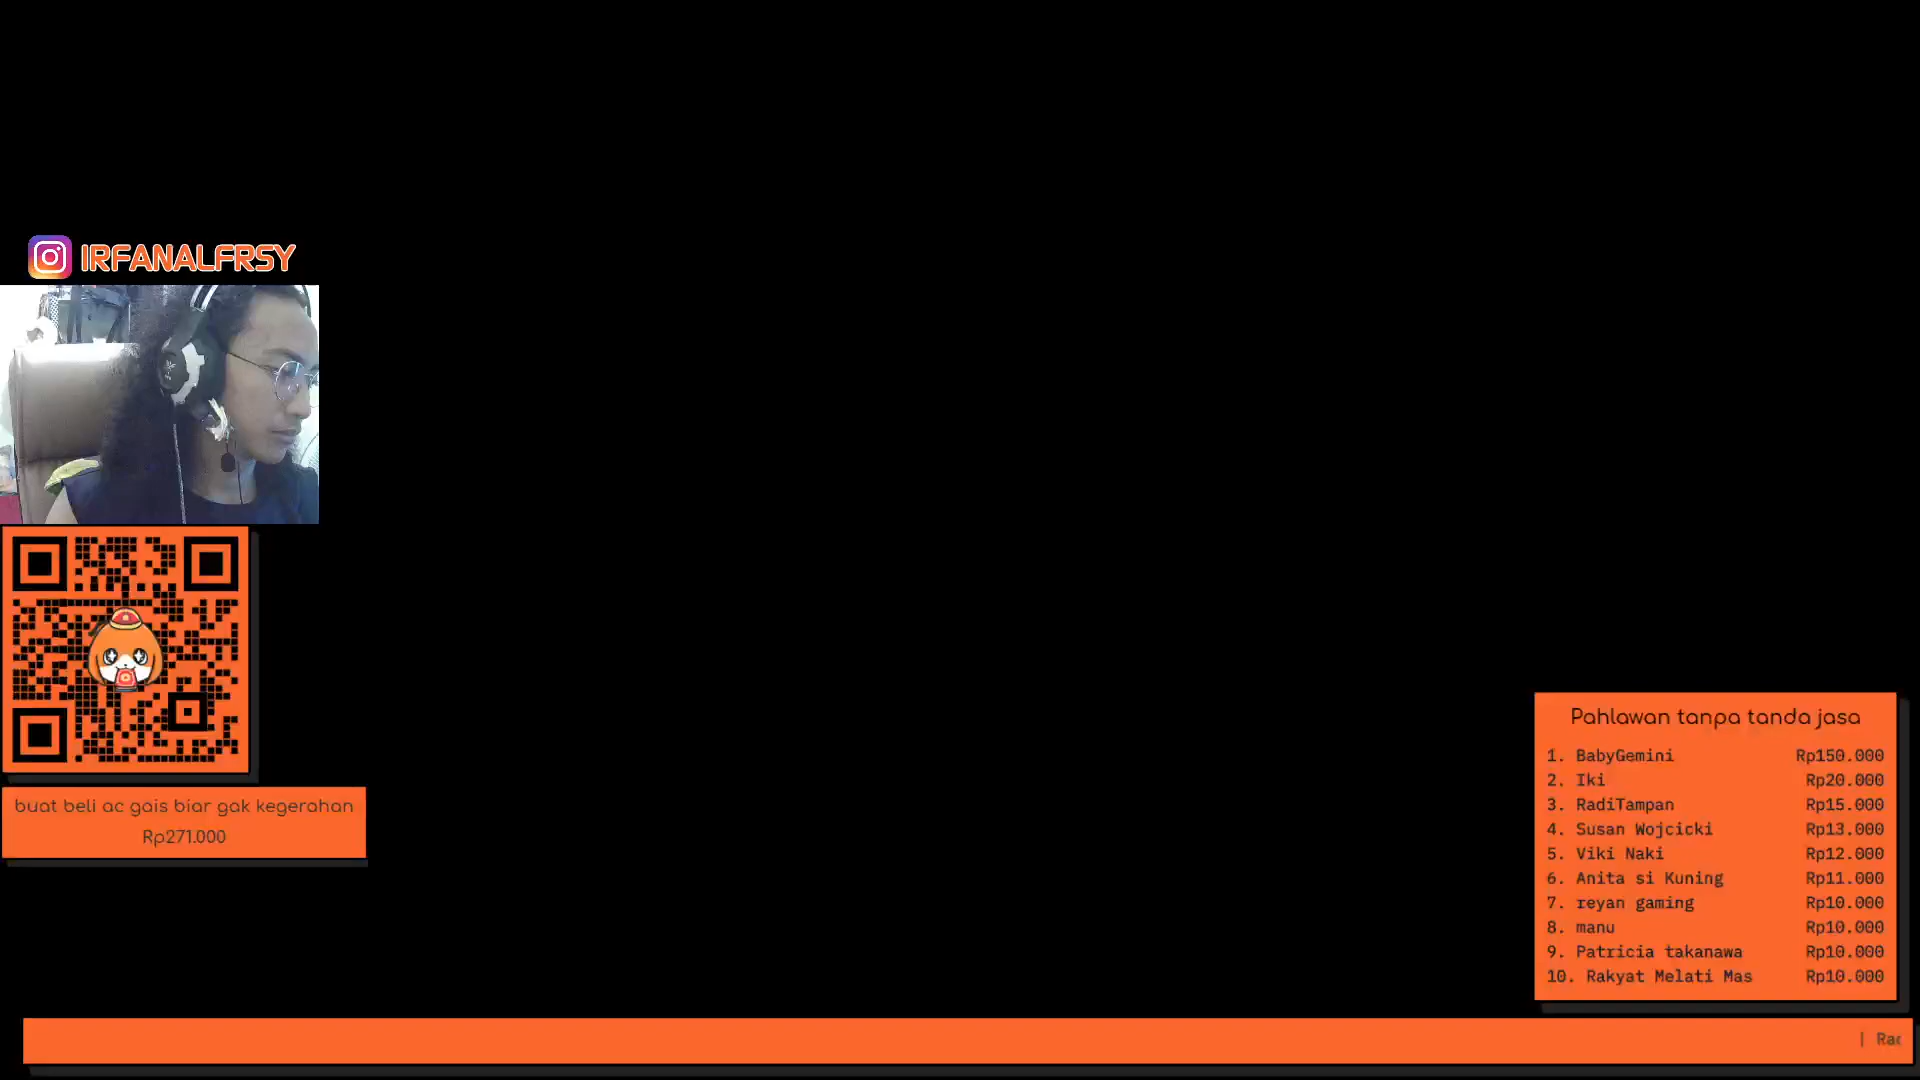 IRFANALFRSY
buat beli ac gais biar gak kegerahan
Rp271.000
Pahlawan tanpa tanda jasa
1. BabyGemini Rp150.000
2. Iki Rp20.000
3. RadiTampan Rp15.000
4. Susan Wojcicki Rp13.000
5. Viki Naki Rp12.000
6. Anita si Kuning Rp11.000
7. reyan gaming Rp10.000
8. manu Rp10.000
9. Patricia takanawa Rp10.000
10. Rakyat Melati Mas Rp10.000